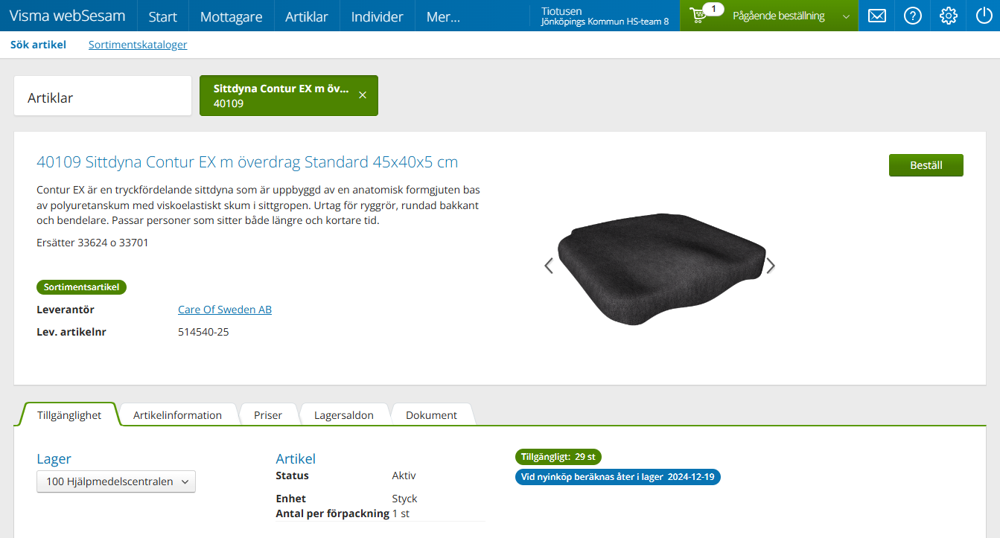 Visma webSesam
Start
Mottagare
Artiklar
Individer
Mer...
Tiotusen
Jönköpings Kommun HS-team 8
1
Pågående beställning
Sök artikel
Sortimentskataloger
Artiklar
Sittdyna Contur EX m öv...
40109
40109 Sittdyna Contur EX m överdrag Standard 45x40x5 cm
Beställ
Contur EX är en tryckfördelande sittdyna som är uppbyggd av en anatomisk formgjuten bas
av polyuretanskum med viskoelastiskt skum i sittgropen. Urtag för ryggrör, rundad bakkant
och bendelare. Passar personer som sitter både längre och kortare tid.
Ersätter 33624 o 33701
Sortimentsartikel
Leverantör Care Of Sweden AB
Lev. artikelnr 514540-25
Tillgänglighet
Artikelinformation
Priser
Lagersaldon
Dokument
Lager
100 Hjälpmedelscentralen
Artikel
Status Aktiv
Enhet Styck
Antal per förpackning 1 st
Tillgängligt: 29 st
Vid nyinköp beräknas åter i lager 2024-12-19